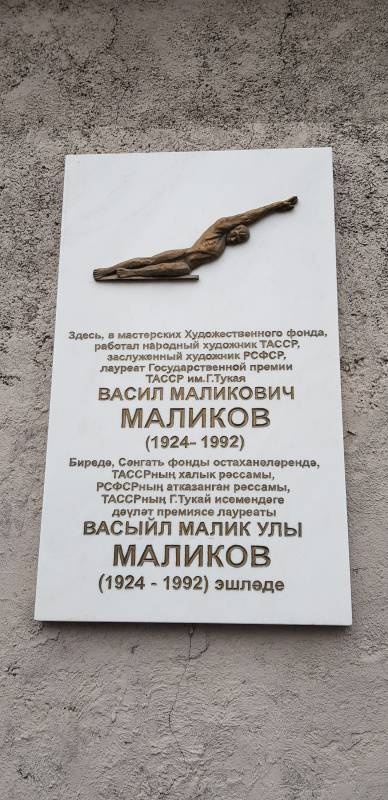 Здесь, в мастерских Художественного фонда,
работал народный художник ТАССР,
заслуженный художник РСФСР,
лауреат Государственной премии
ТАССР им.Г.Тукая
ВАСИЛ МАЛИКОВИЧ
МАЛИКОВ
(1924- 1992)
Биредә, Сәнгать фонды остаханәләрендә,
ТАССРның халык рәссамы,
РСФСРның атказанган рәссамы,
ТАССРның Г.Тукай исемендәге
дәүләт премиясе лауреаты
ВАСЫЙЛ МАЛИК УЛЫ
МАЛИКОВ
(1924 - 1992) эшләде